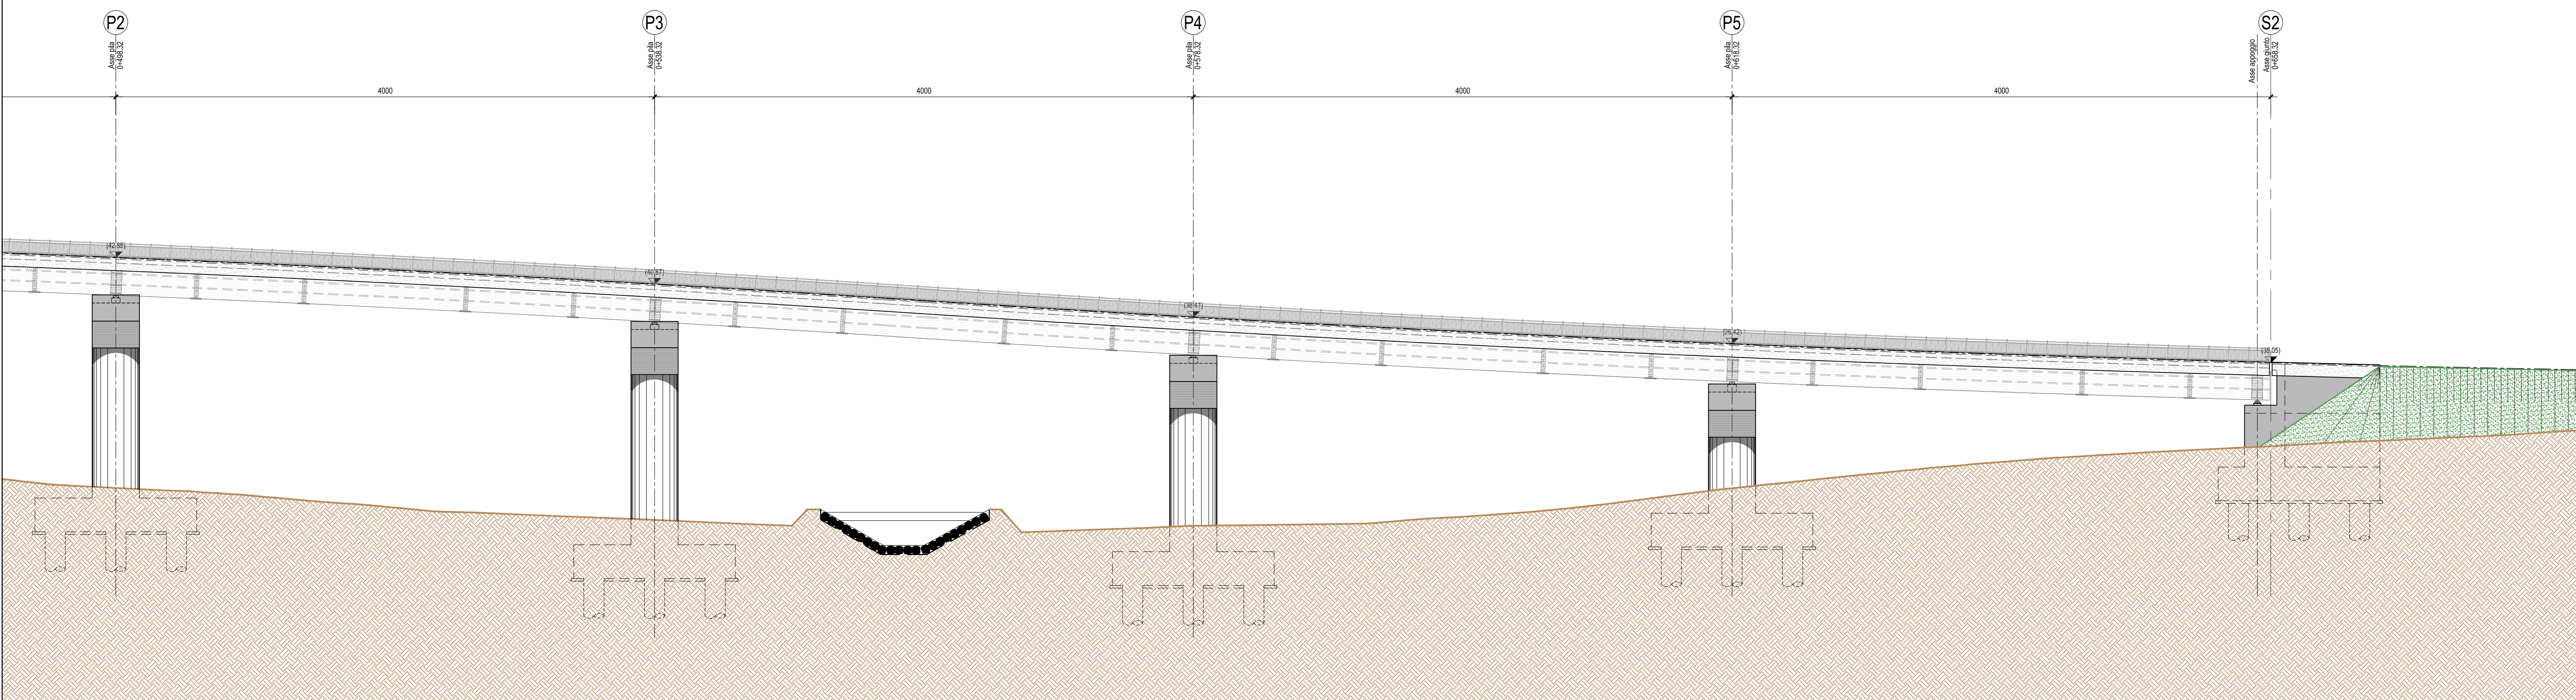 P2
P3
P4
P5
S2
Asse pila
0+498.32
Asse pila
0+538.32
Asse pila
0+578.32
Asse pila
0+618.32
Asse appoggio
Asse giunto
0+658.32
4000
4000
4000
4000
(42,85)
(40,87)
(38,41)
(36,42)
(35,05)